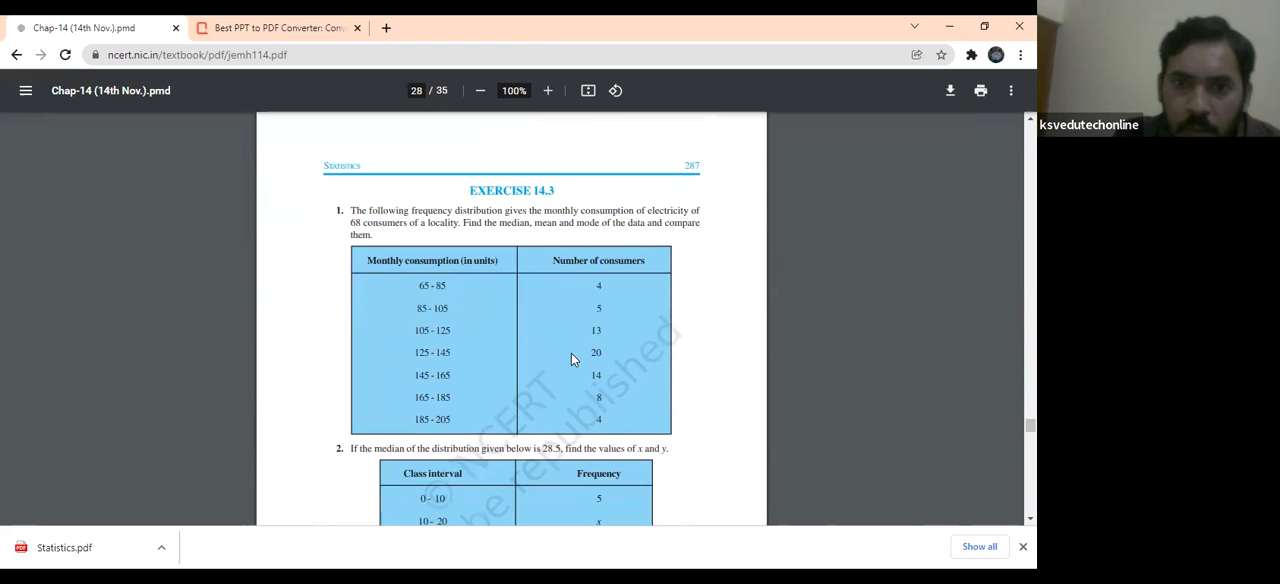 Chap-14 (14th Nov.).pmd
Best PPT to PDF Converter: Conv
ncert.nic.in/textbook/pdf/jemh114.pdf
Chap-14 (14th Nov.).pmd
28 / 35
100%
ksvedutechonline
STATISTICS 287
EXERCISE 14.3
1. The following frequency distribution gives the monthly consumption of electricity of
68 consumers of a locality. Find the median, mean and mode of the data and compare
them.
Monthly consumption (in units) Number of consumers
65 - 85 4
85 - 105 5
105 - 125 13
125 - 145 20
145 - 165 14
165 - 185 8
185 - 205 4
2. If the median of the distribution given below is 28.5, find the values of x and y.
Class interval Frequency
0 - 10 5
10 - 20 x
© NCERT
be republished
Statistics.pdf
Show all